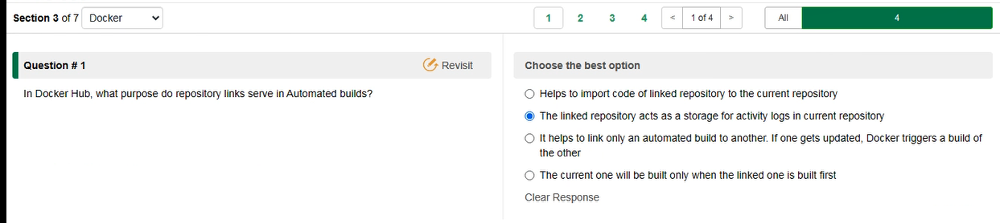 Section 3 of 7 Docker
1 2 3 4 < 1 of 4 > All 4
Question # 1 Revisit
In Docker Hub, what purpose do repository links serve in Automated builds?
Choose the best option
Helps to import code of linked repository to the current repository
The linked repository acts as a storage for activity logs in current repository
It helps to link only an automated build to another. If one gets updated, Docker triggers a build of
the other
The current one will be built only when the linked one is built first
Clear Response